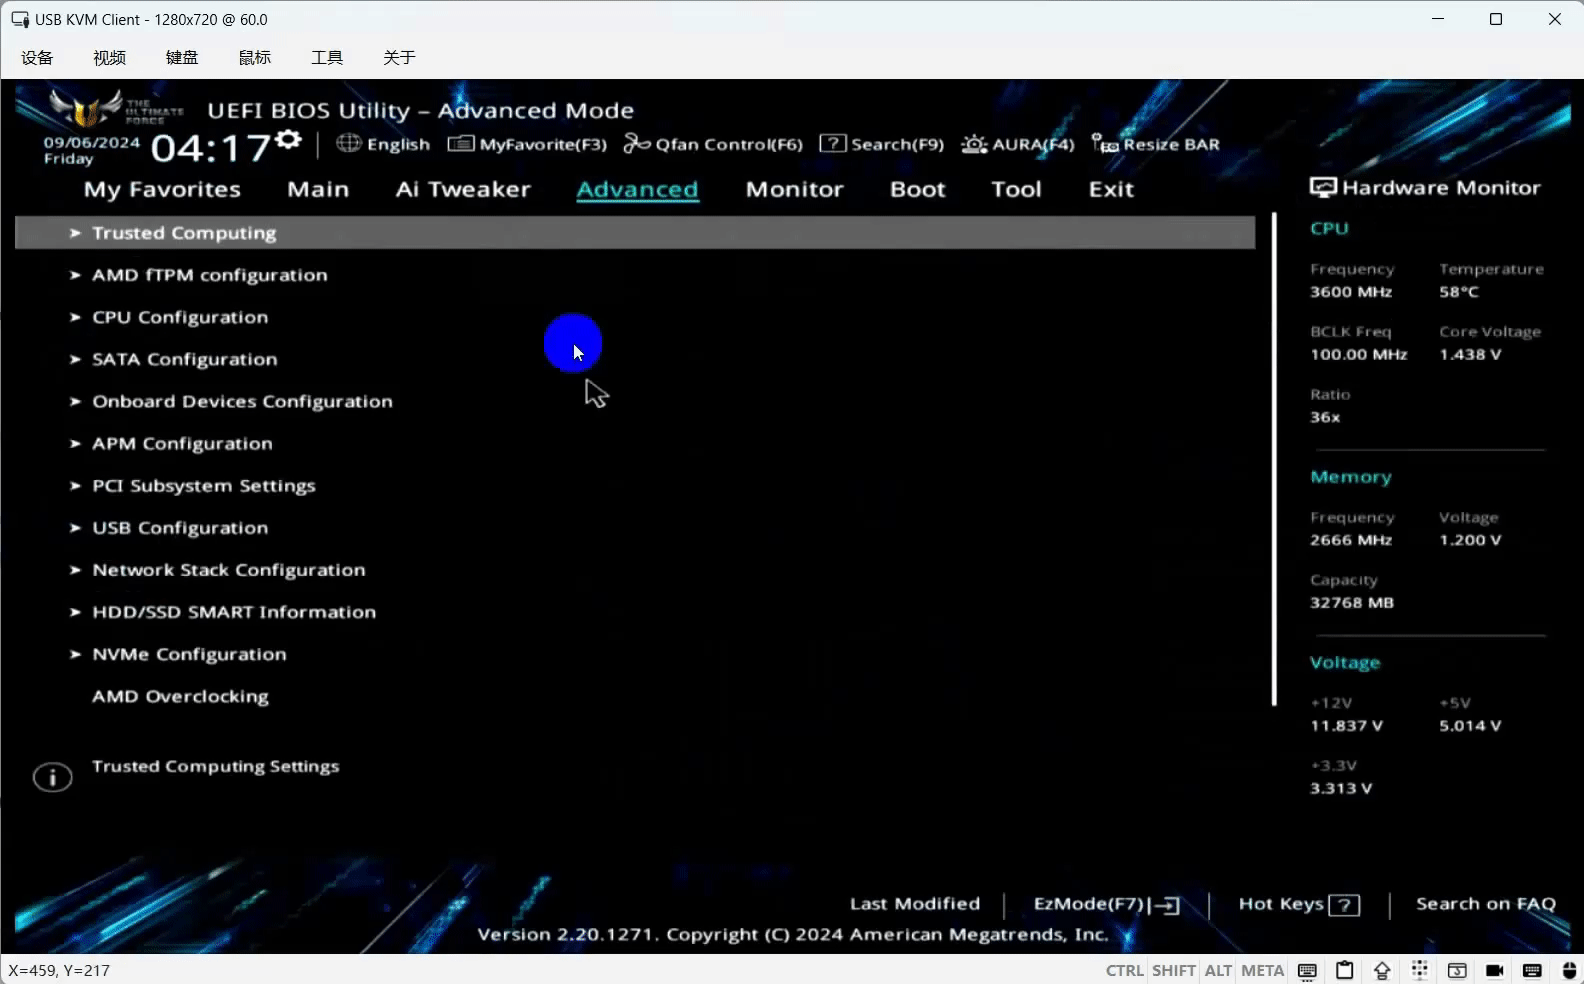 USB KVM Client - 1280x720 @ 60.0
设备 视频 键盘 鼠标 工具 关于
THE ULTIMATE FORCE
UEFI BIOS Utility – Advanced Mode
09/06/2024 Friday 04:17 English MyFavorite(F3) Qfan Control(F6) ? Search(F9) AURA(F4) Resize BAR
My Favorites Main Ai Tweaker Advanced Monitor Boot Tool Exit
Trusted Computing
AMD fTPM configuration
CPU Configuration
SATA Configuration
Onboard Devices Configuration
APM Configuration
PCI Subsystem Settings
USB Configuration
Network Stack Configuration
HDD/SSD SMART Information
NVMe Configuration
AMD Overclocking
i Trusted Computing Settings
Hardware Monitor
CPU
Frequency Temperature
3600 MHz 58°C
BCLK Freq Core Voltage
100.00 MHz 1.438 V
Ratio
36x
Memory
Frequency Voltage
2666 MHz 1.200 V
Capacity
32768 MB
Voltage
+12V +5V
11.837 V 5.014 V
+3.3V
3.313 V
Last Modified EzMode(F7) Hot Keys ? Search on FAQ
Version 2.20.1271. Copyright (C) 2024 American Megatrends, Inc.
X=459, Y=217 CTRL SHIFT ALT META